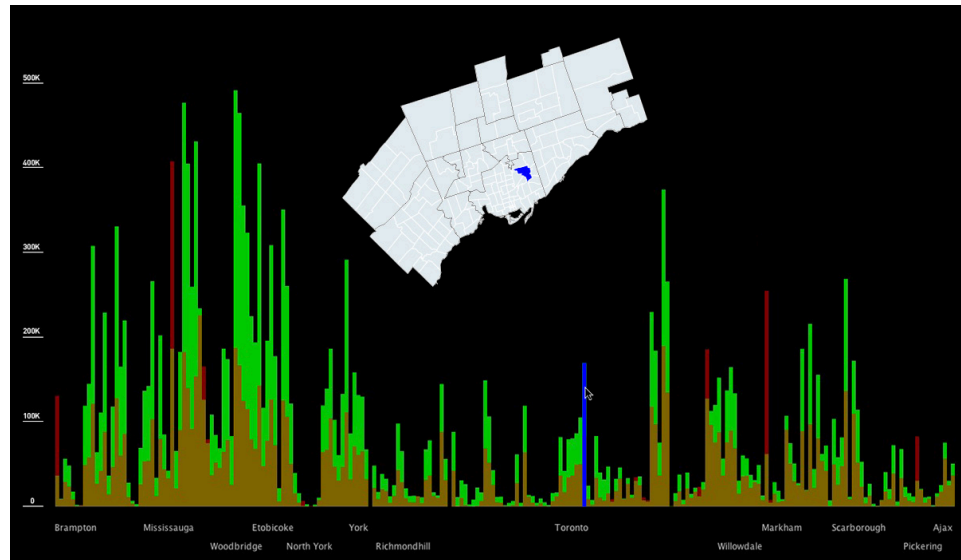 500K
400K
300K
200K
100K
0
Brampton Mississauga Etobicoke York Toronto Markham Scarborough Ajax
Woodbridge North York Richmondhill Willowdale Pickering